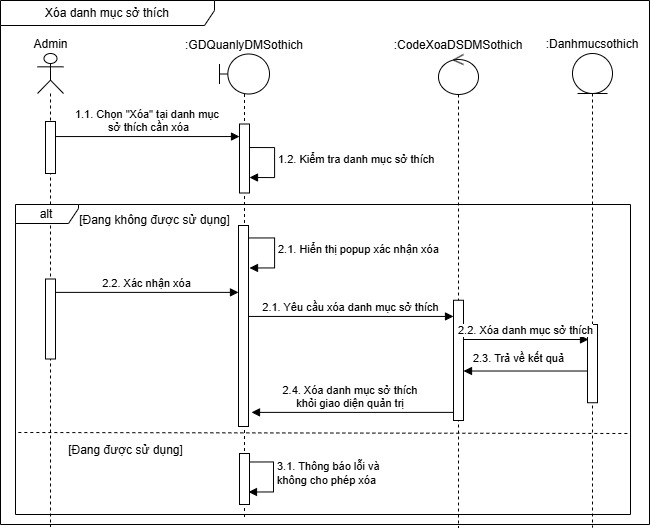 Xóa danh mục sở thích
Admin
:GDQuanlyDMSothich
:CodeXoaDSDMSothich
:Danhmucsothich
1.1. Chọn "Xóa" tại danh mục
sở thích cần xóa
1.2. Kiểm tra danh mục sở thích
alt
[Đang không được sử dụng]
2.1. Hiển thị popup xác nhận xóa
2.2. Xác nhận xóa
2.1. Yêu cầu xóa danh mục sở thích
2.2. Xóa danh mục sở thích
2.3. Trả về kết quả
2.4. Xóa danh mục sở thích
khỏi giao diện quản trị
[Đang được sử dụng]
3.1. Thông báo lỗi và
không cho phép xóa